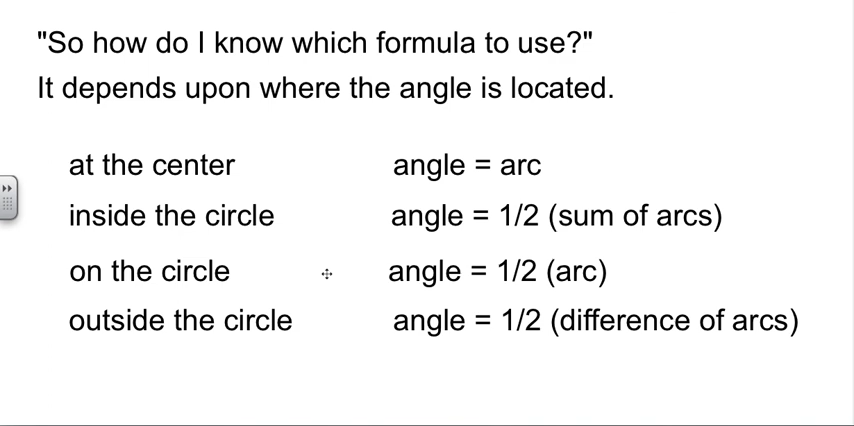 "So how do I know which formula to use?"
It depends upon where the angle is located.
at the center angle = arc
inside the circle angle = 1/2 (sum of arcs)
on the circle angle = 1/2 (arc)
outside the circle angle = 1/2 (difference of arcs)